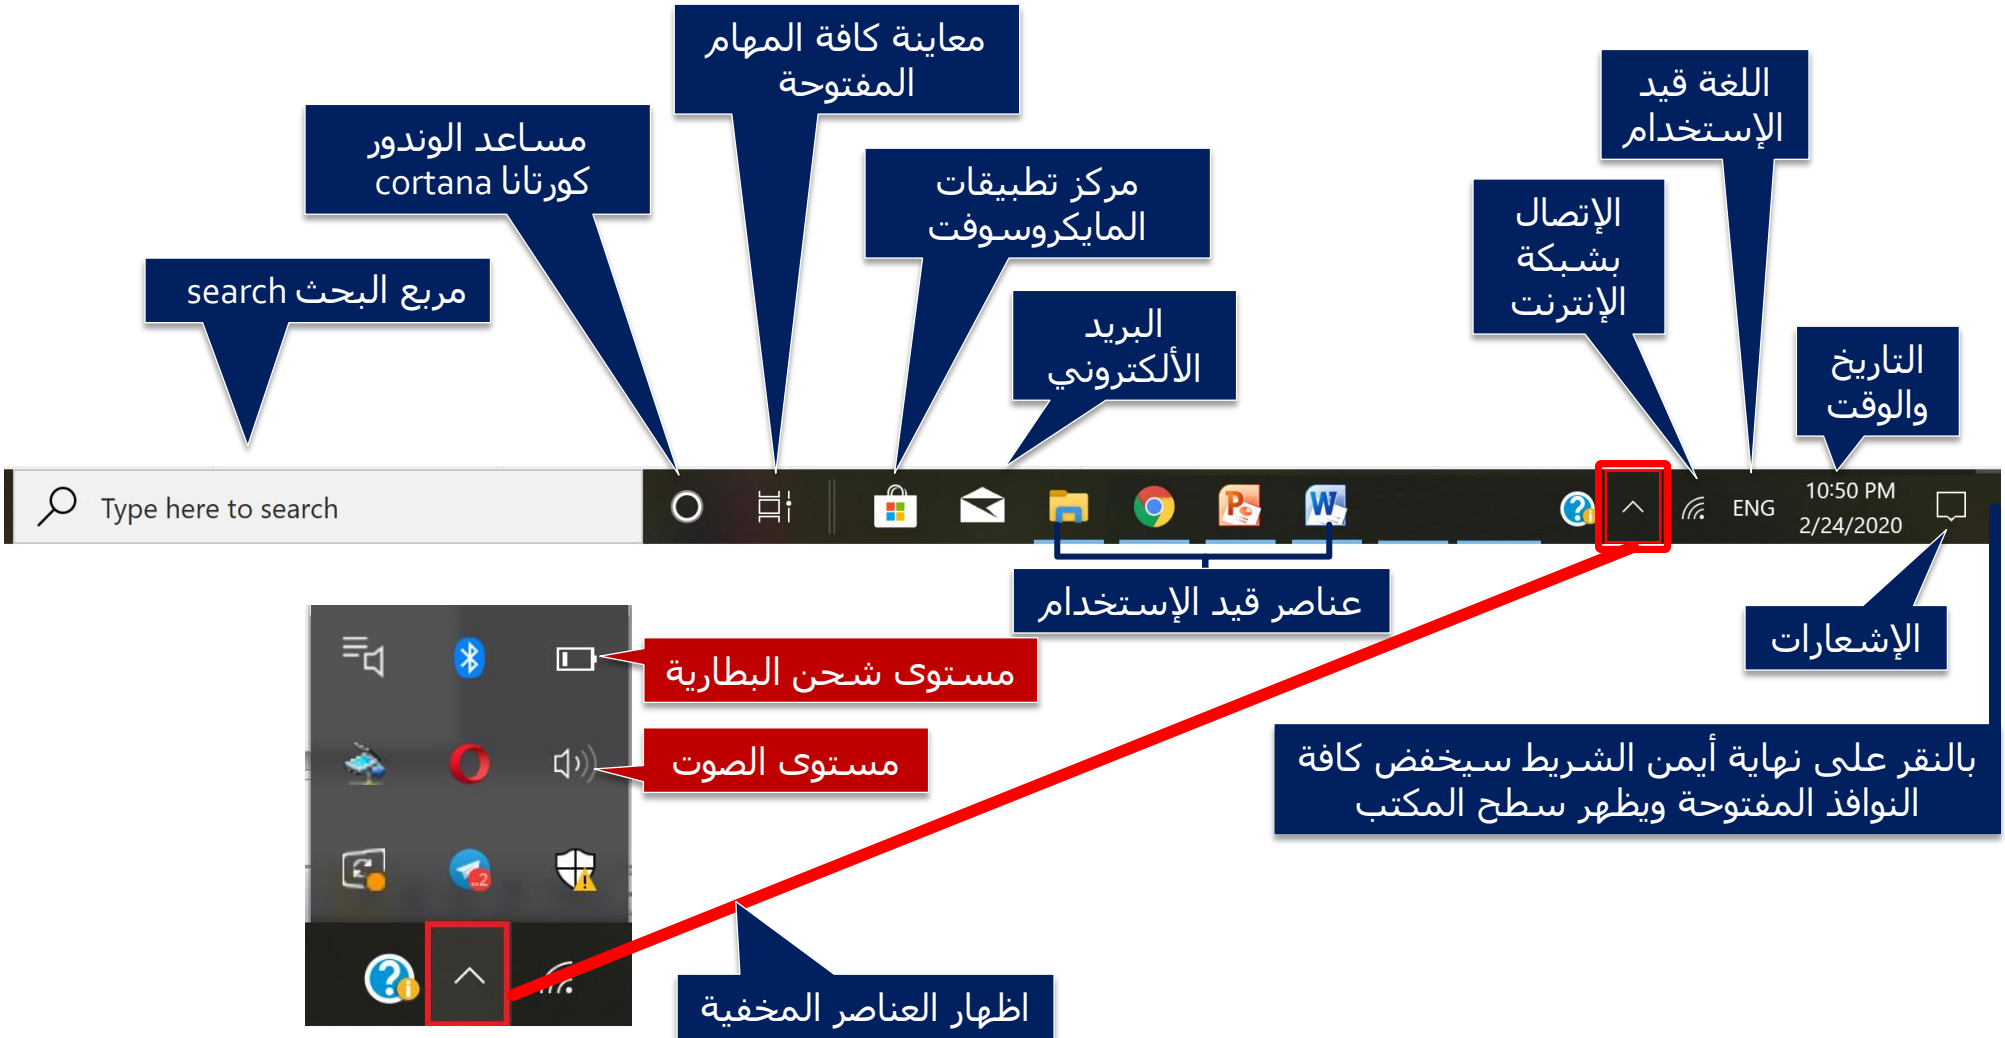 معاينة كافة المهام
المفتوحة
اللغة قيد
الإستخدام
مساعد الوندور
كورتانا cortana
مركز تطبيقات
المايكروسوفت
الإتصال
بشبكة
الإنترنت
مربع البحث search
البريد
الألكتروني
التاريخ
والوقت
Type here to search
ENG
10:50 PM
2/24/2020
عناصر قيد الإستخدام
الإشعارات
مستوى شحن البطارية
مستوى الصوت
بالنقر على نهاية أيمن الشريط سيخفض كافة
النوافذ المفتوحة ويظهر سطح المكتب
..2
اظهار العناصر المخفية